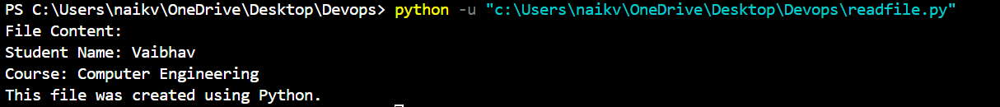 PS C:\Users\naikv\OneDrive\Desktop\Devops> python -u "c:\Users\naikv\OneDrive\Desktop\Devops\readfile.py"
File Content:
Student Name: Vaibhav
Course: Computer Engineering
This file was created using Python.